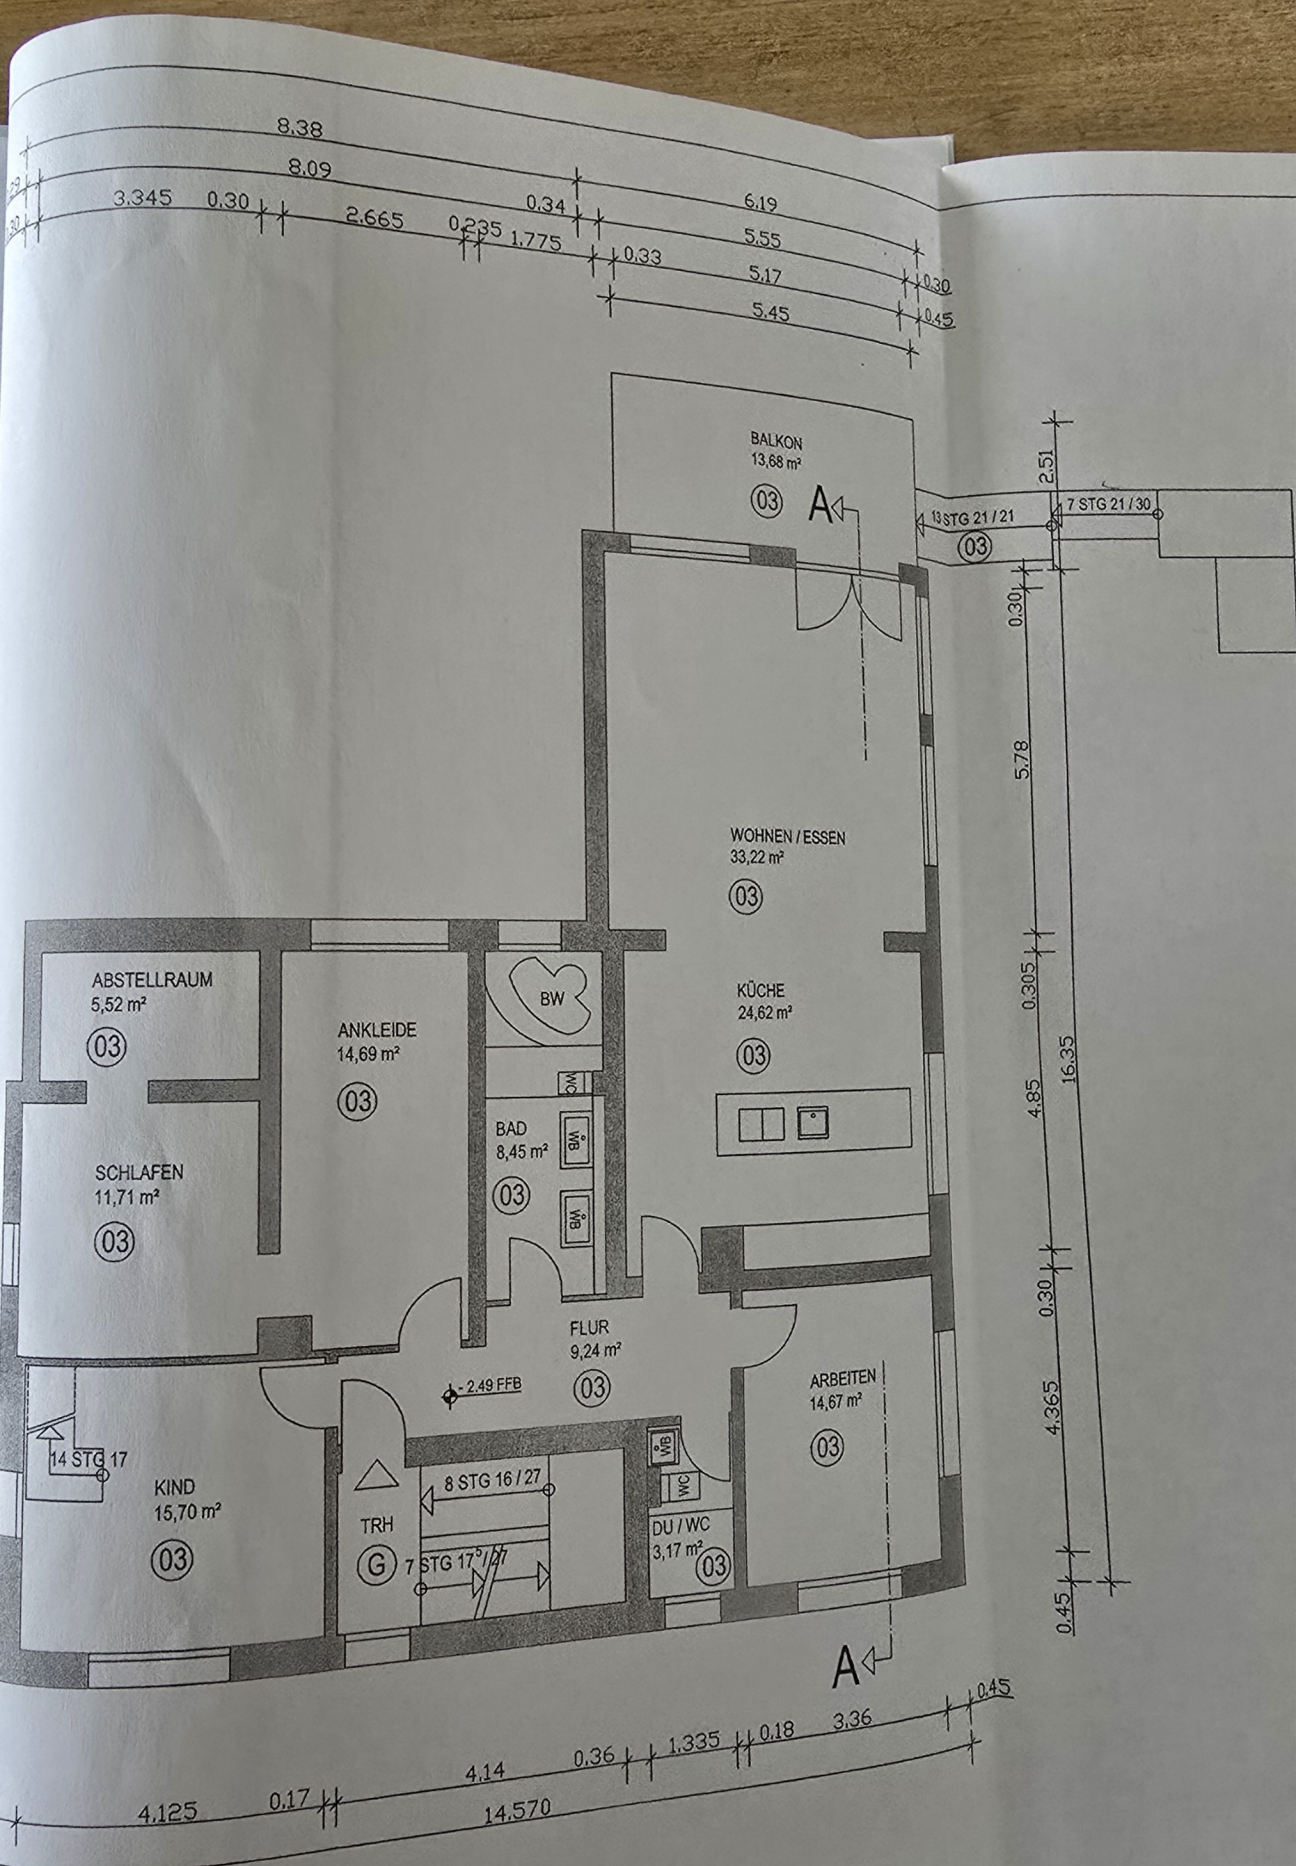 8.38
6.19
8.09
0.34
5.55
0.30
3.345
0.30
2.665
0.235
1.775
0.33
5.17
0.45
5.45
BALKON
13,68 m²
03
A
13 STG 21 / 21
03
7 STG 21 / 30
2.51
0.30
5.78
0.305
4.85
16.35
0.30
4.365
0.45
WOHNEN / ESSEN
33,22 m²
03
KÜCHE
24,62 m²
03
ABSTELLRAUM
5,52 m²
03
ANKLEIDE
14,69 m²
03
BW
WC
BAD
8,45 m²
03
WB
WB
SCHLAFEN
11,71 m²
03
FLUR
9,24 m²
03
- 2.49 FFB
ARBEITEN
14,67 m²
03
14 STG 17
KIND
15,70 m²
03
TRH
G
8 STG 16 / 27
7 STG 17⁵ / 27
WB
WC
DU / WC
3,17 m²
03
A
4.125
0.17
4.14
0.36
1.335
0.18
3.36
0.45
14.570